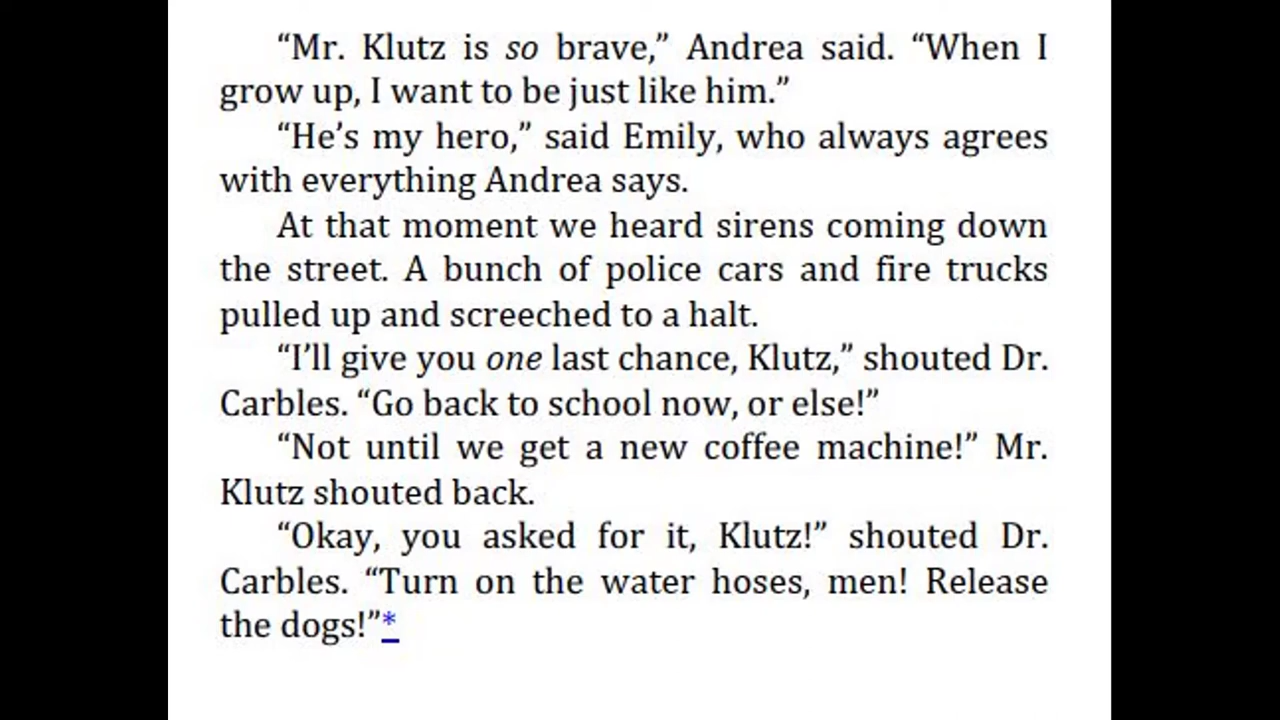 “Mr. Klutz is so brave,” Andrea said. “When I
grow up, I want to be just like him.”
“He’s my hero,” said Emily, who always agrees
with everything Andrea says.
At that moment we heard sirens coming down
the street. A bunch of police cars and fire trucks
pulled up and screeched to a halt.
“I’ll give you one last chance, Klutz,” shouted Dr.
Carbles. “Go back to school now, or else!”
“Not until we get a new coffee machine!” Mr.
Klutz shouted back.
“Okay, you asked for it, Klutz!” shouted Dr.
Carbles. “Turn on the water hoses, men! Release
the dogs!”*